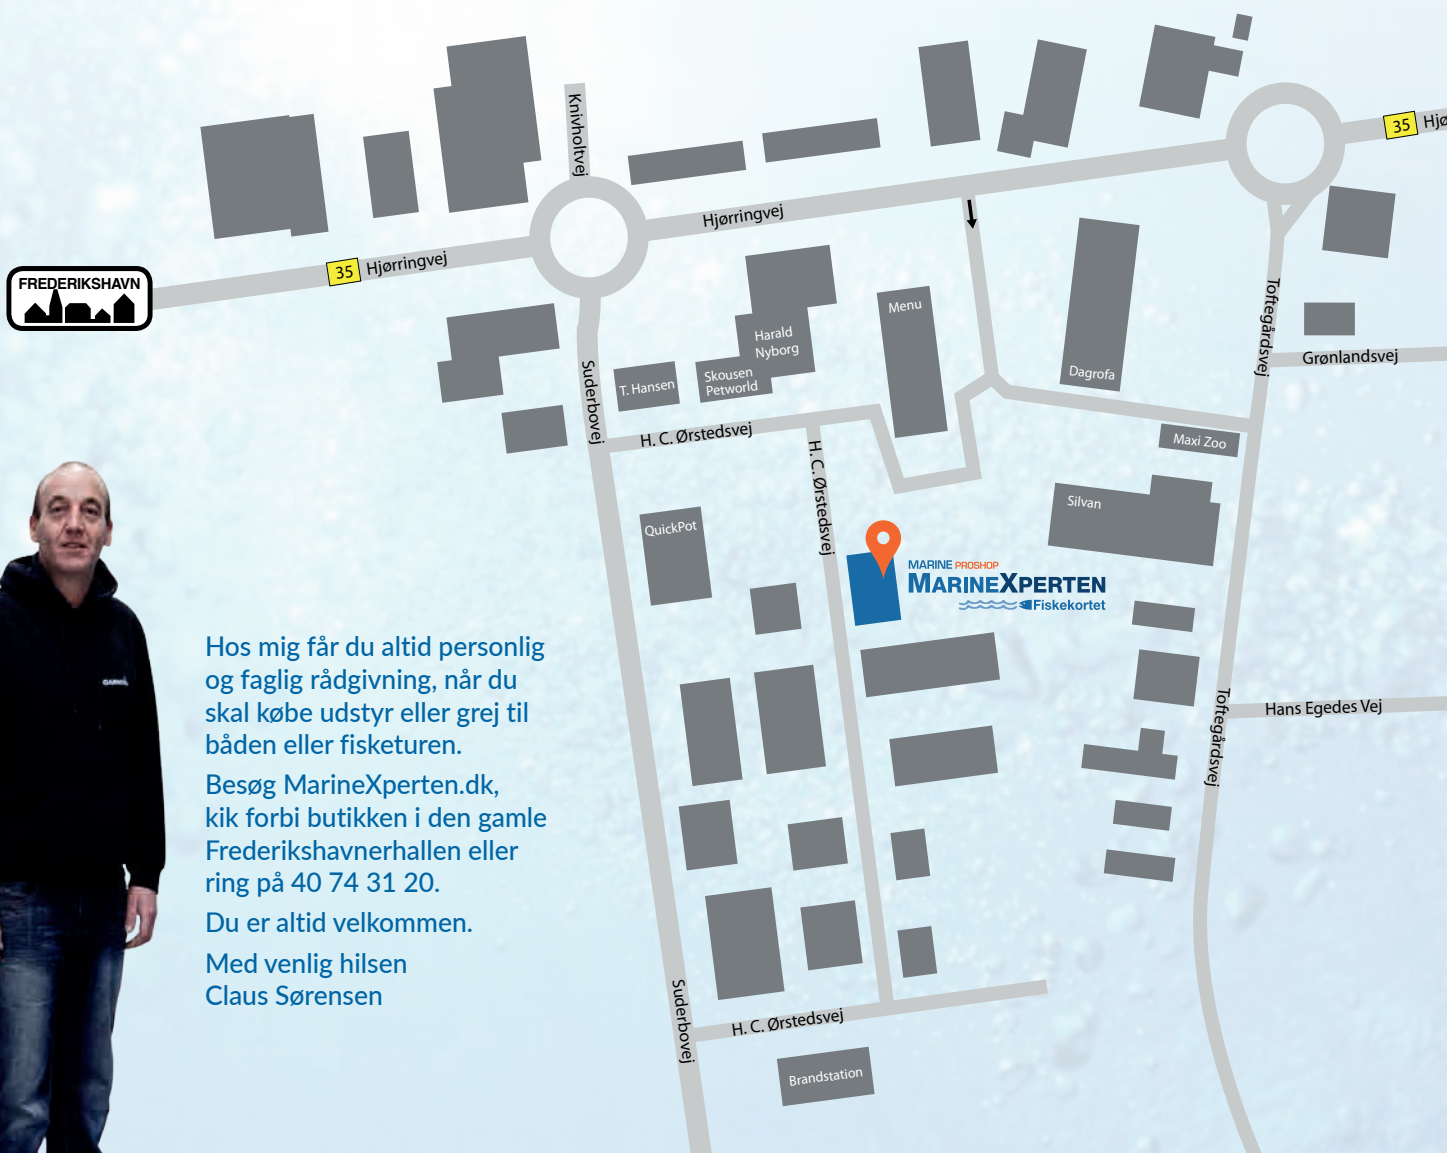 Knivholtvej
35
Hjø
Hjørringvej
35
Hjørringvej
FREDERIKSHAVN
Toftegårdsvej
Menu
Harald
Nyborg
Grønlandsvej
Suderbovej
T. Hansen
Skousen
Petworld
Dagrofa
H. C. Ørstedsvej
Maxi Zoo
H. C. Ørstedsvej
Silvan
QuickPot
MARINE PROSHOP
MARINEXPERTEN
Fiskekortet
GARMIN
Hos mig får du altid personlig
og faglig rådgivning, når du
skal købe udstyr eller grej til
båden eller fisketuren.
Besøg MarineXperten.dk,
kik forbi butikken i den gamle
Frederikshavnerhallen eller
ring på 40 74 31 20.
Du er altid velkommen.
Med venlig hilsen
Claus Sørensen
Toftegårdsvej
Hans Egedes Vej
Suderbovej
H. C. Ørstedsvej
Brandstation